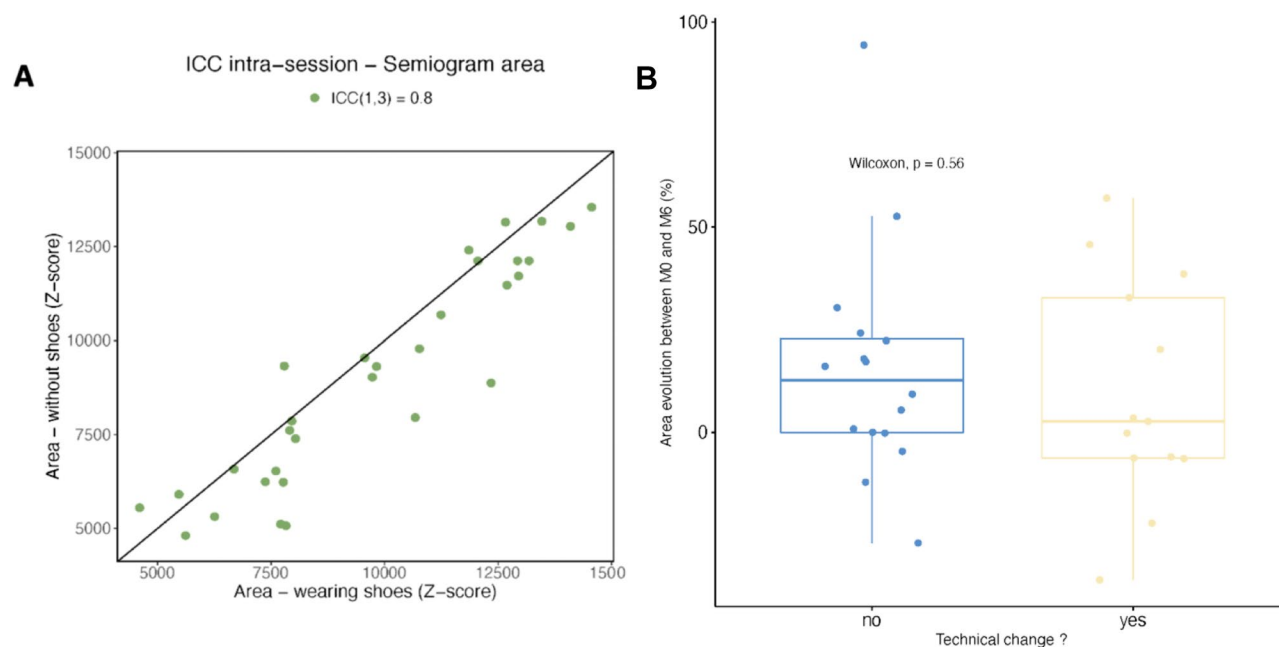 A
ICC intra-session – Semiogram area
ICC(1,3) = 0.8
Area – without shoes (Z-score)
15000
12500
10000
7500
5000
5000 7500 10000 12500 1500
Area – wearing shoes (Z-score)
B
Area evolution between M0 and M6 (%)
100
50
0
Wilcoxon, p = 0.56
no yes
Technical change ?